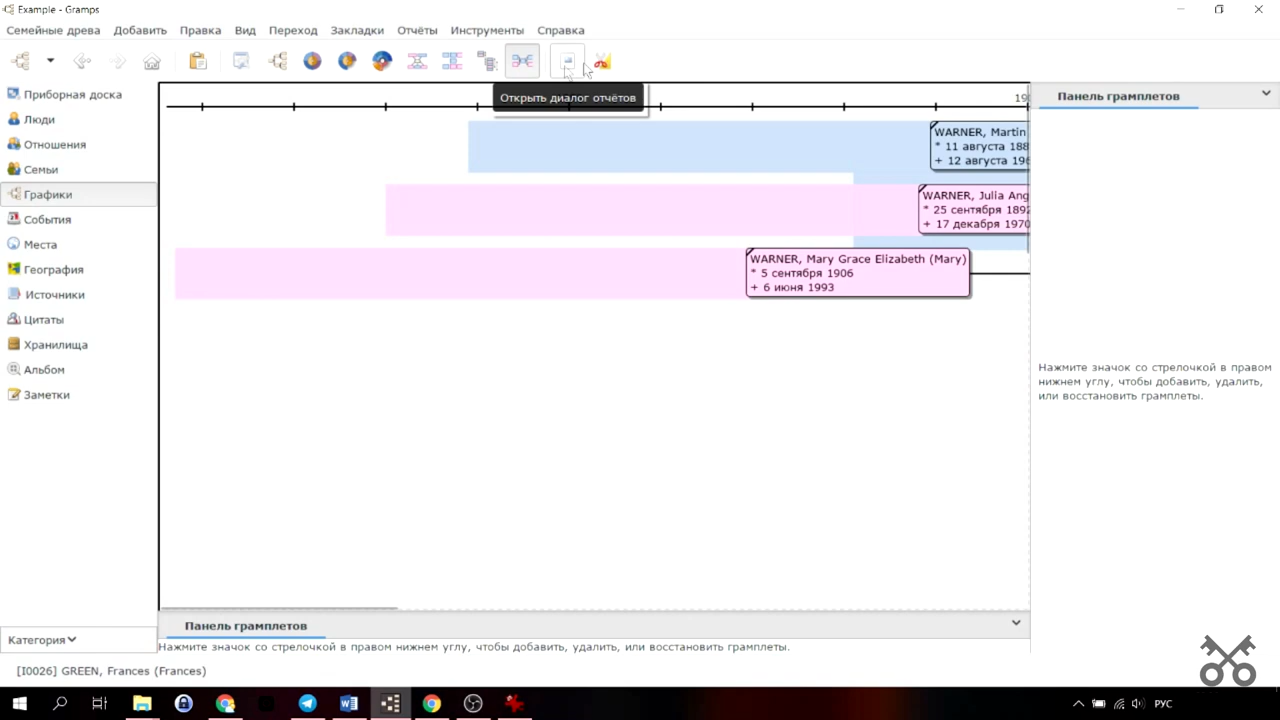 Example - Gramps
Семейные древа Добавить Правка Вид Переход Закладки Отчёты Инструменты Справка
Открыть диалог отчётов
Приборная доска
Люди
Отношения
Семьи
Графики
События
Места
География
Источники
Цитаты
Хранилища
Альбом
Заметки
WARNER, Martin
* 11 августа 188
+ 12 августа 196
WARNER, Julia Ang
* 25 сентября 1892
+ 17 декабря 1970
WARNER, Mary Grace Elizabeth (Mary)
* 5 сентября 1906
+ 6 июня 1993
Панель грамплетов
Нажмите значок со стрелочкой в правом
нижнем углу, чтобы добавить, удалить,
или восстановить грамплеты.
Панель грамплетов
Нажмите значок со стрелочкой в правом нижнем углу, чтобы добавить, удалить, или восстановить грамплеты.
Категория
[I0026] GREEN, Frances (Frances)
РУС